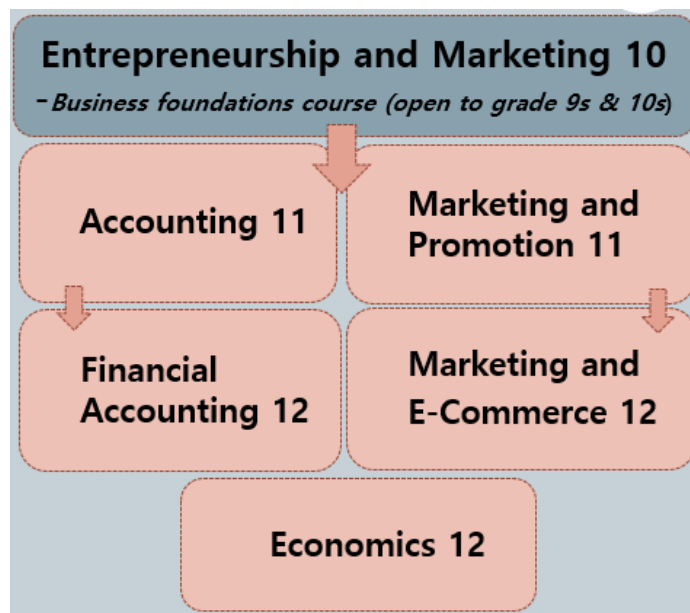 Entrepreneurship and Marketing 10
-Business foundations course (open to grade 9s & 10s)
Accounting 11
Marketing and
Promotion 11
Financial
Accounting 12
Marketing and
E-Commerce 12
Economics 12